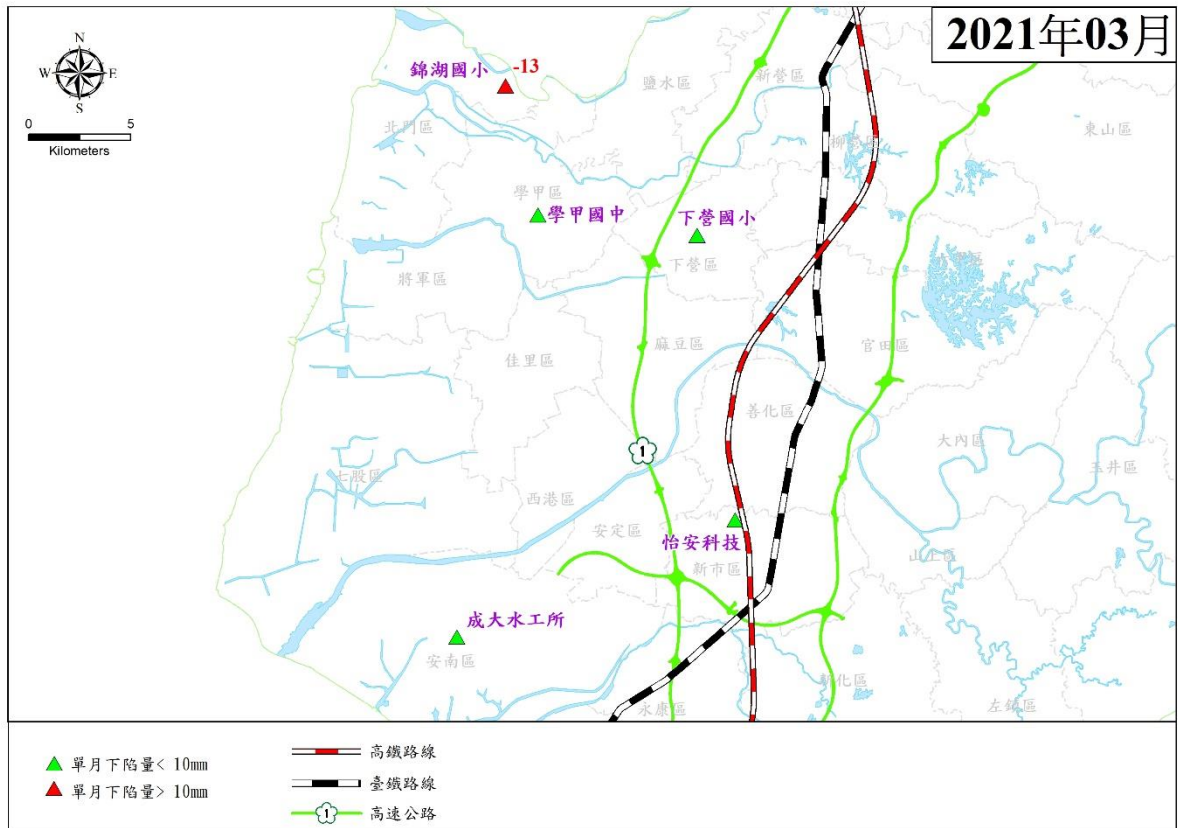 2021年03月
N
W
E
S
0
5
Kilometers
錦湖國小
-13
鹽水區
新營區
東山區
北門區
柳營區
學甲區
學甲國中
下營國小
下營區
將軍區
麻豆區
官田區
佳里區
善化區
大內區
玉井區
1
七股區
西港區
安定區
怡安科技
新市區
山上區
成大水工所
安南區
新化區
永康區
左鎮區
單月下陷量< 10mm
單月下陷量> 10mm
高鐵路線
臺鐵路線
1
高速公路